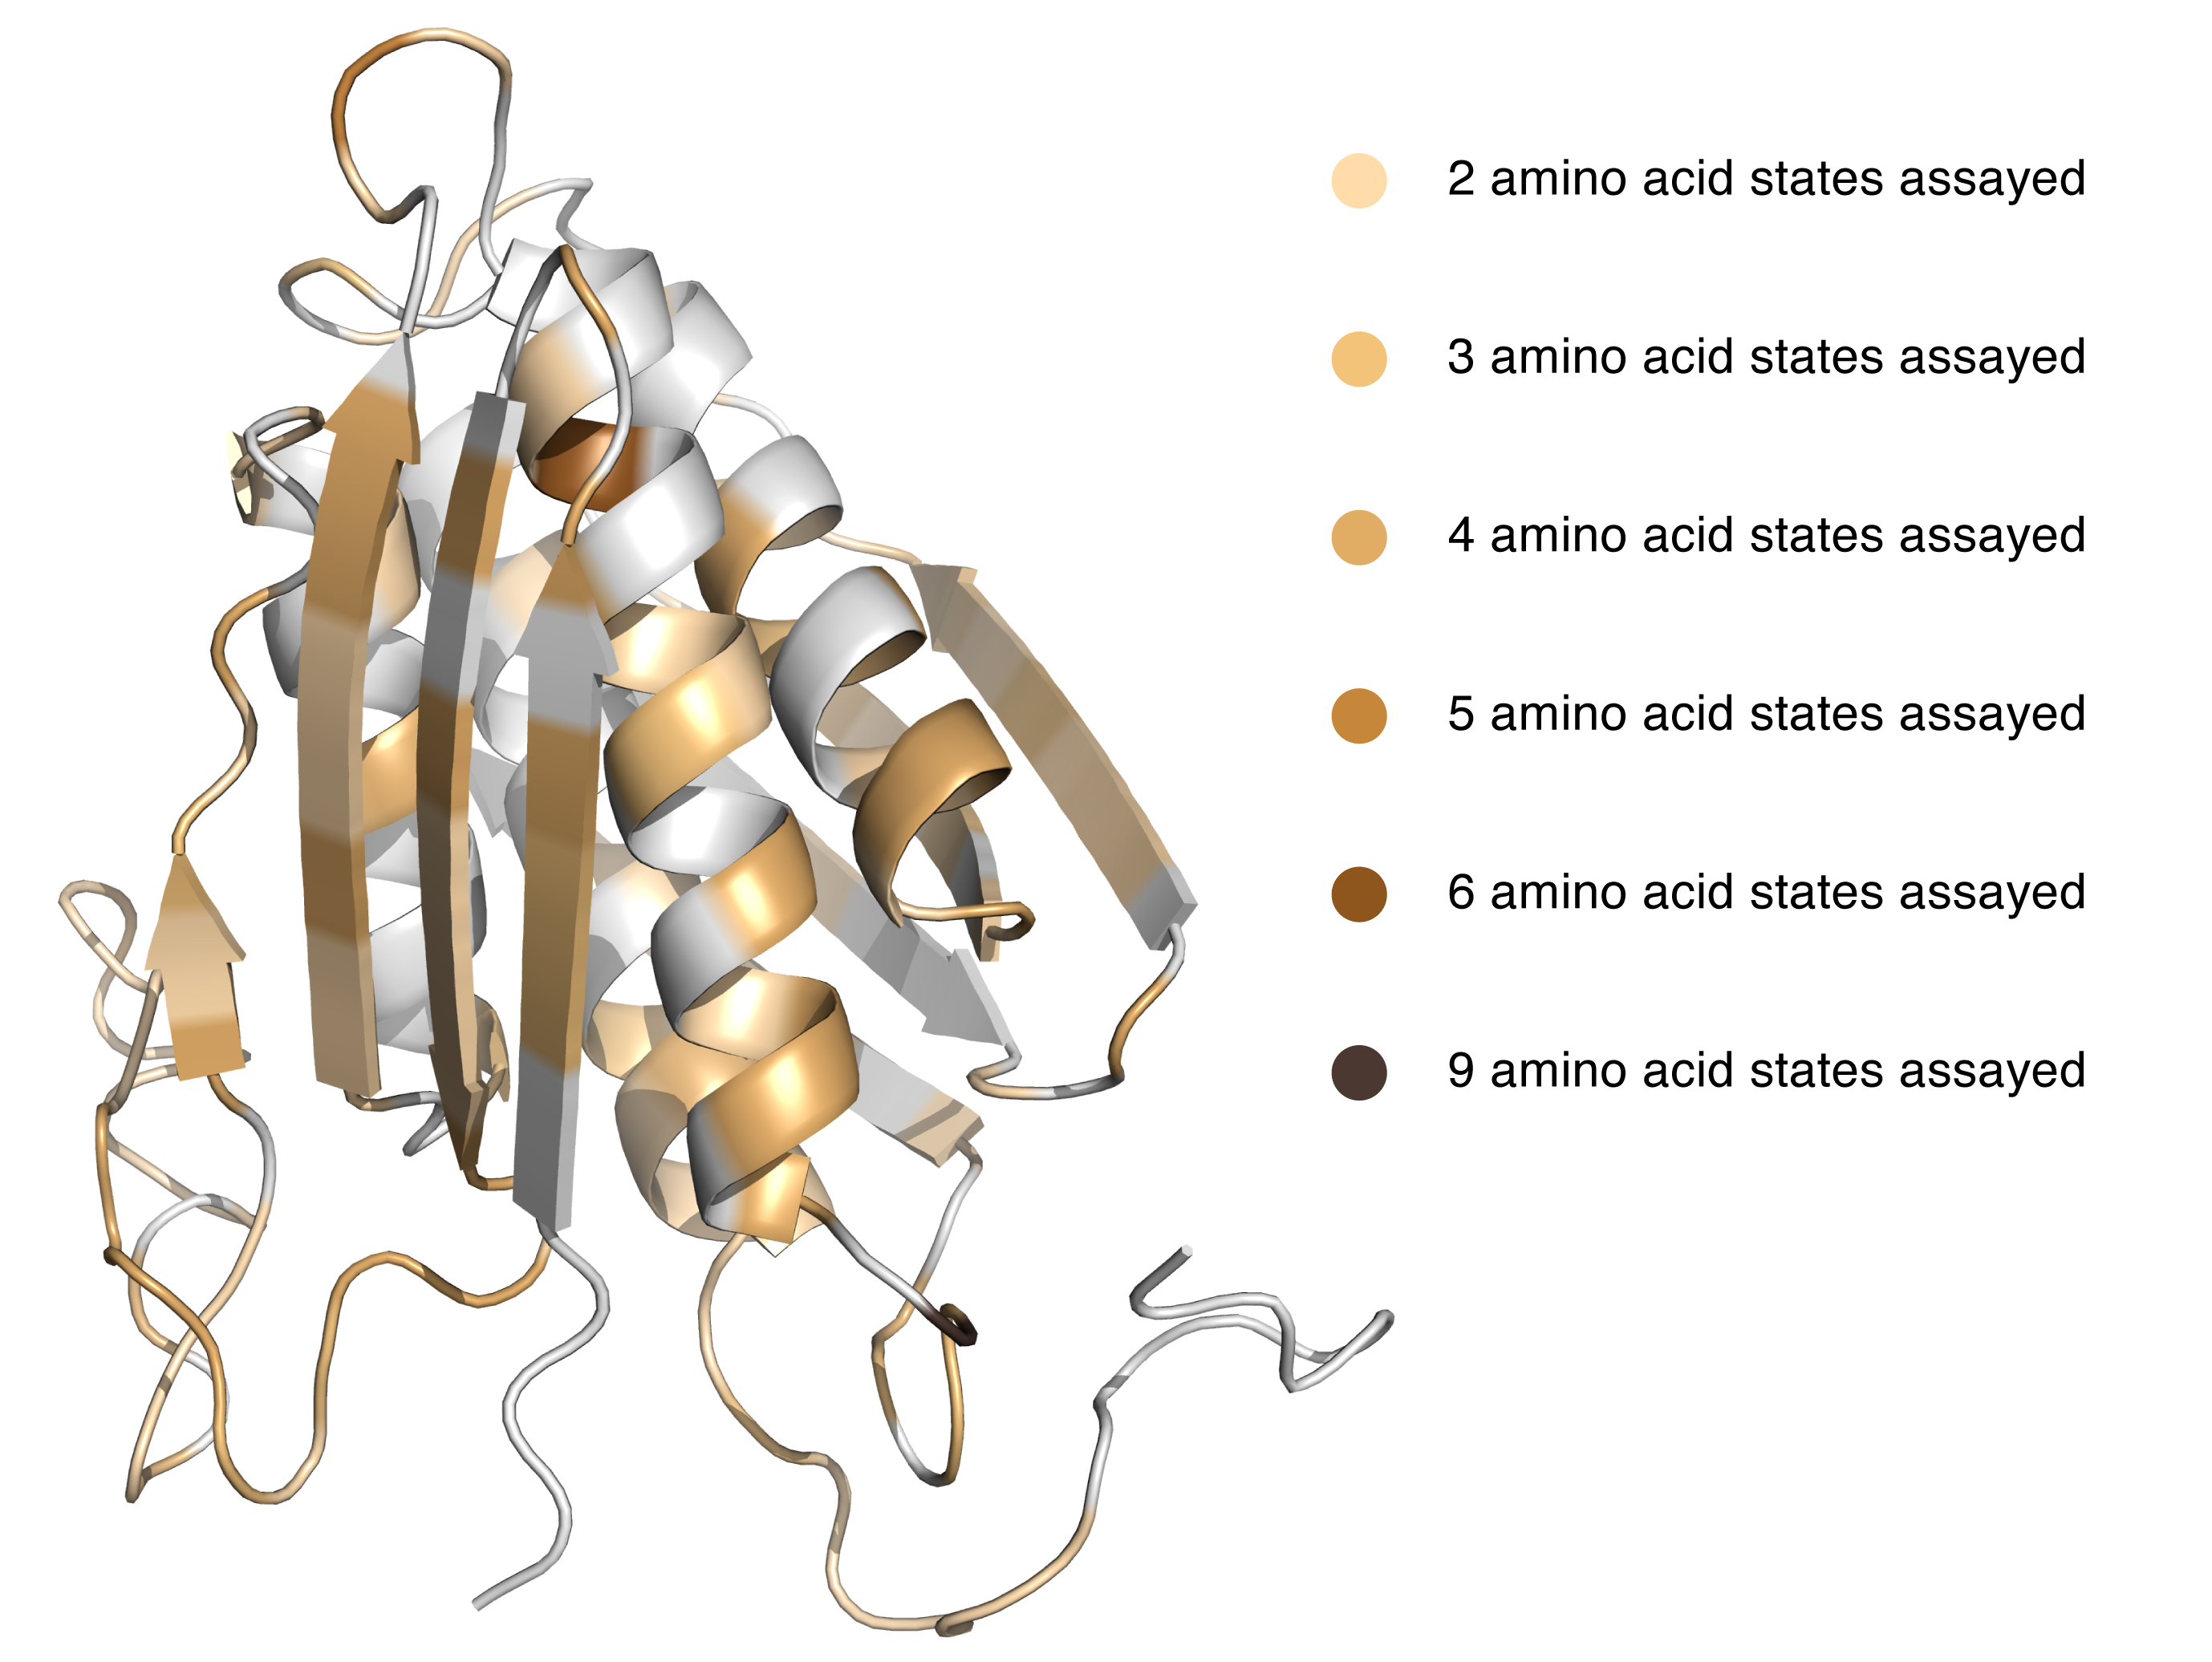 2 amino acid states assayed
3 amino acid states assayed
4 amino acid states assayed
5 amino acid states assayed
6 amino acid states assayed
9 amino acid states assayed